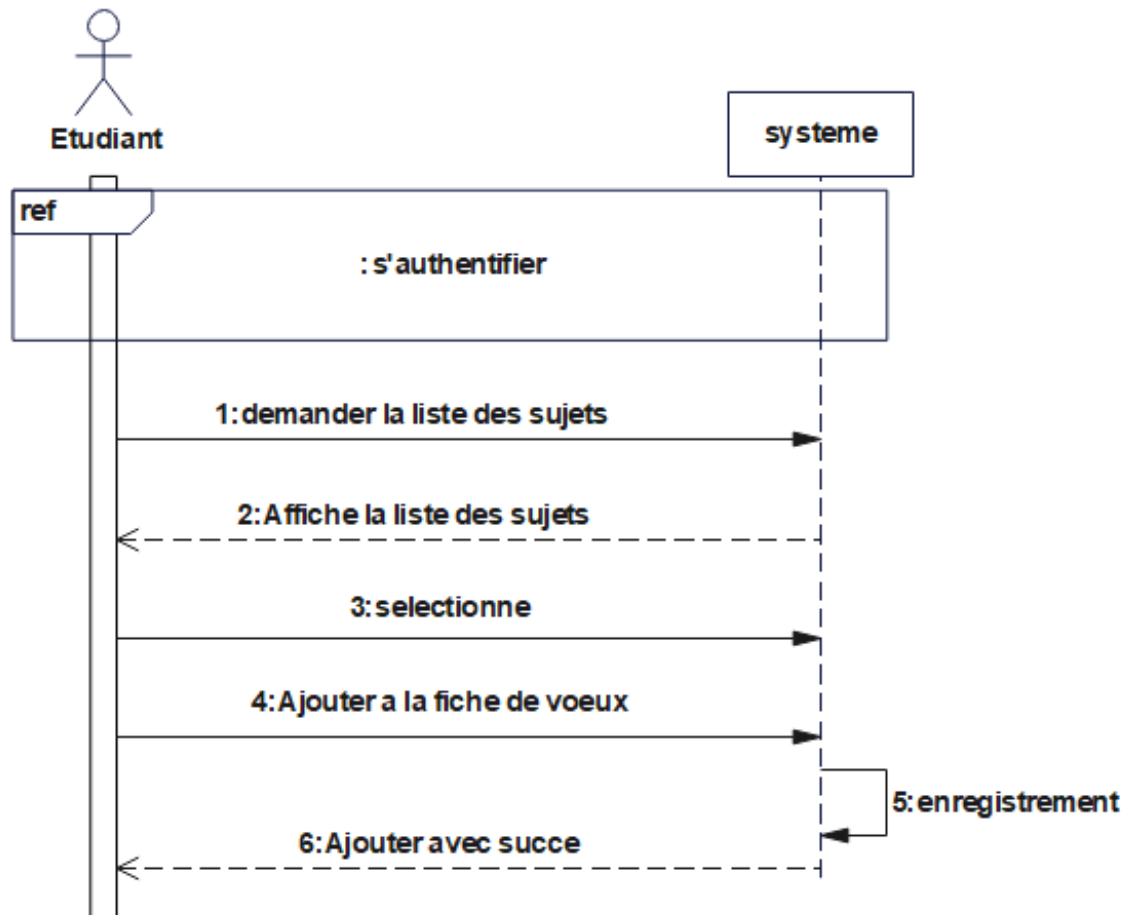 Etudiant
systeme
ref
: s'authentifier
1:demander la liste des sujets
2:Affiche la liste des sujets
3:selectionne
4:Ajouter a la fiche de voeux
5:enregistrement
6:Ajouter avec succe